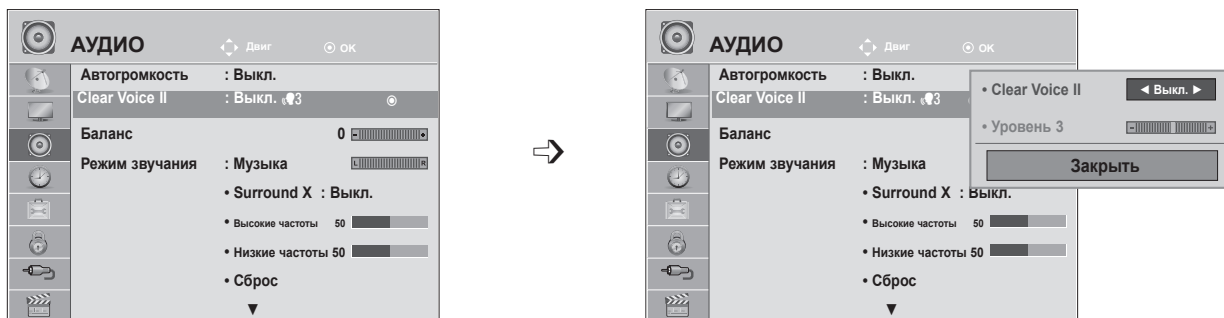 АУДИО
Двиг ОК
Автогромкость : Выкл.
Clear Voice II : Выкл. 3
Баланс 0 - +
Режим звучания : Музыка L R
• Surround X : Выкл.
• Высокие частоты 50
• Низкие частоты 50
• Сброс
АУДИО
Двиг ОК
Автогромкость : Выкл.
Clear Voice II : Выкл. 3
Баланс
Режим звучания : Музыка
• Surround X : Выкл.
• Высокие частоты 50
• Низкие частоты 50
• Сброс
• Clear Voice II ◄ Выкл. ►
• Уровень 3 - +
Закрыть